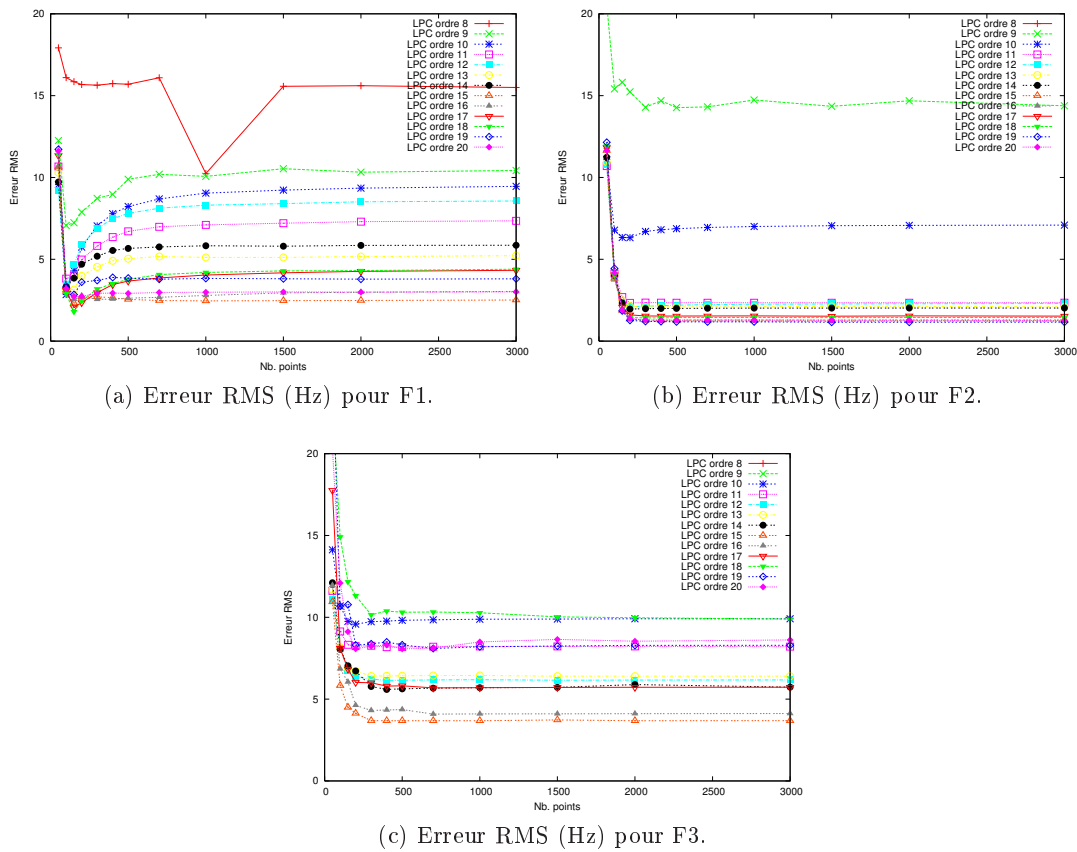 20
15
10
5
0
Erreur RMS
0
500
1000
1500
2000
2500
3000
Nb. points
LPC ordre 8
LPC ordre 9
LPC ordre 10
LPC ordre 11
LPC ordre 12
LPC ordre 13
LPC ordre 14
LPC ordre 15
LPC ordre 16
LPC ordre 17
LPC ordre 18
LPC ordre 19
LPC ordre 20
(a) Erreur RMS (Hz) pour F1.
20
15
10
5
0
Erreur RMS
0
500
1000
1500
2000
2500
3000
Nb. points
LPC ordre 8
LPC ordre 9
LPC ordre 10
LPC ordre 11
LPC ordre 12
LPC ordre 13
LPC ordre 14
LPC ordre 15
LPC ordre 16
LPC ordre 17
LPC ordre 18
LPC ordre 19
LPC ordre 20
(b) Erreur RMS (Hz) pour F2.
20
15
10
5
0
Erreur RMS
0
500
1000
1500
2000
2500
3000
Nb. points
LPC ordre 8
LPC ordre 9
LPC ordre 10
LPC ordre 11
LPC ordre 12
LPC ordre 13
LPC ordre 14
LPC ordre 15
LPC ordre 16
LPC ordre 17
LPC ordre 18
LPC ordre 19
LPC ordre 20
(c) Erreur RMS (Hz) pour F3.